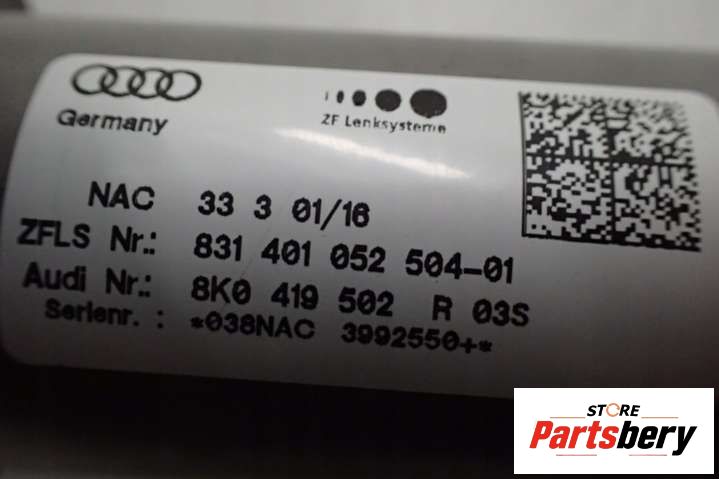 Germany
ZF Lenksysteme
NAC 33 3 01/16
ZFLS Nr.: 831 401 052 504-01
Audi Nr.: 8K0 419 502 R 03S
Serienr. : *038NAC 3992550+*
STORE
Partsbery